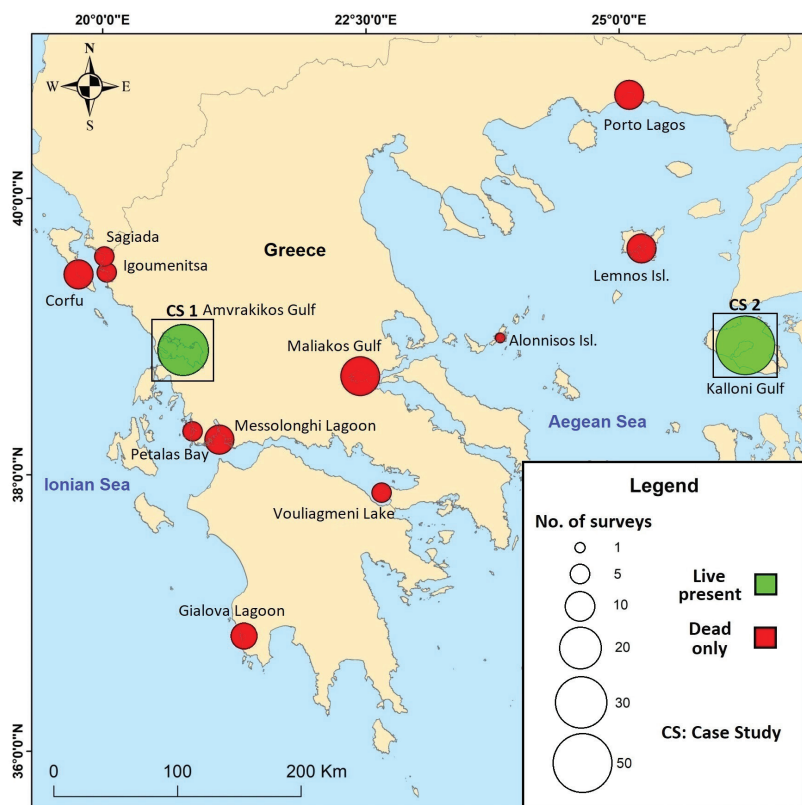 20°0'0"E
22°30'0"E
25°0'0"E
N
W
E
S
Porto Lagos
40°0'0"N
Sagiada
Greece
Igoumenitsa
Corfu
Lemnos Isl.
CS 1
Amvrakikos Gulf
CS 2
Maliakos Gulf
Alonnisos Isl.
Kalloni Gulf
Messolonghi Lagoon
Aegean Sea
Petalas Bay
38°0'0"N
Ionian Sea
Vouliagmeni Lake
Gialova Lagoon
36°0'0"N
0
100
200 Km
Legend
No. of surveys
1
5
10
20
30
50
Live
present
Dead
only
CS: Case Study